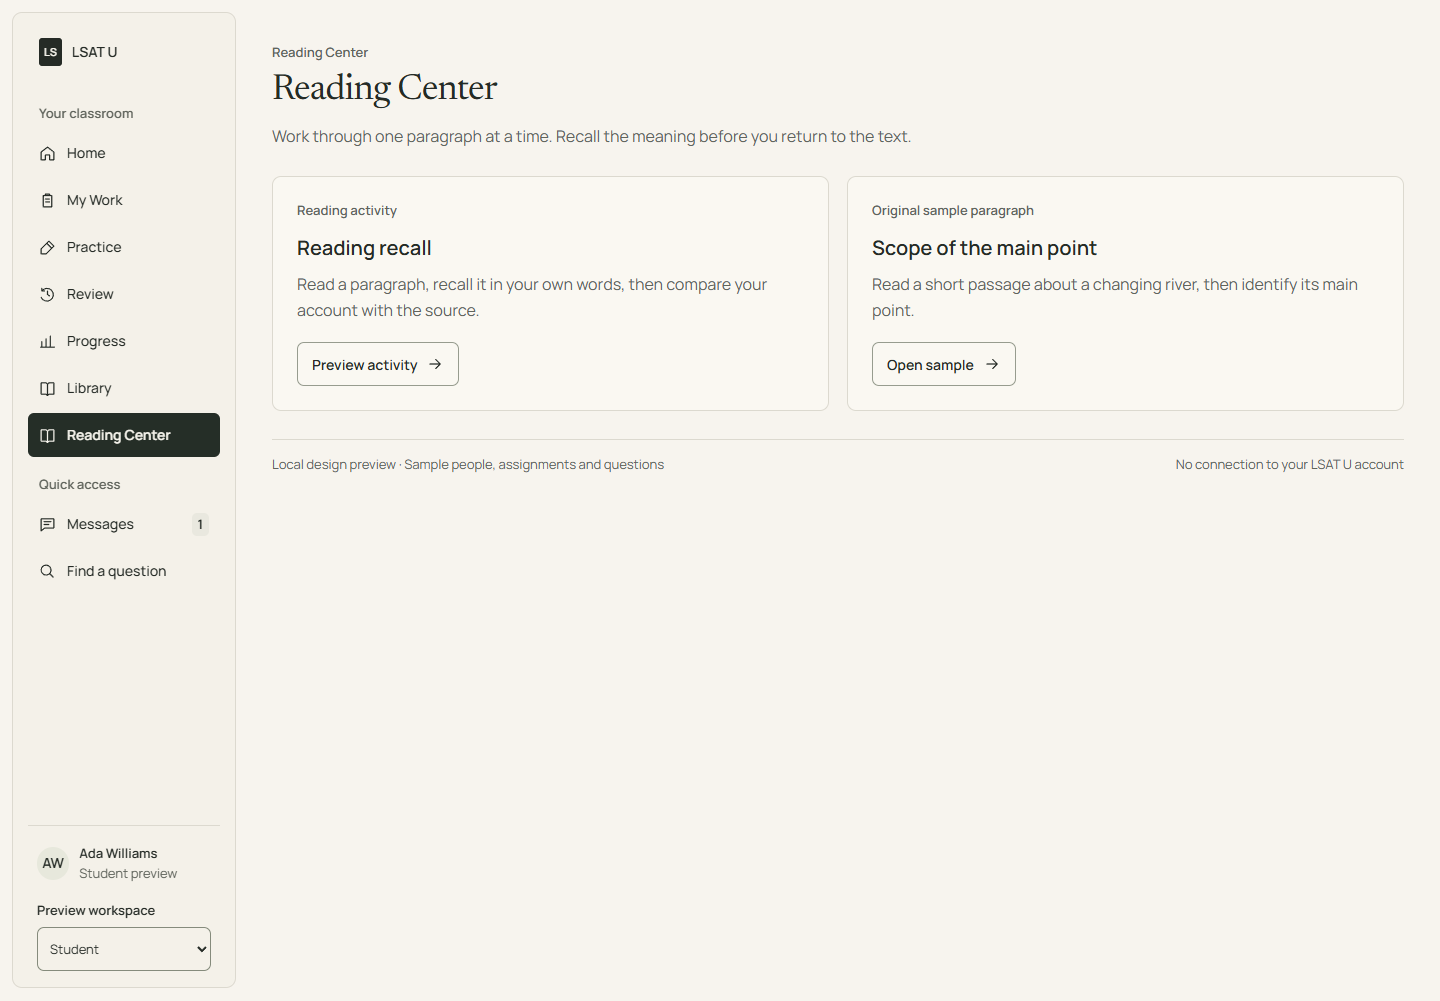 LS LSAT U
Your classroom
Home
My Work
Practice
Review
Progress
Library
Reading Center
Quick access
Messages 1
Find a question
AW Ada Williams
Student preview
Preview workspace
Student
Reading Center
Reading Center
Work through one paragraph at a time. Recall the meaning before you return to the text.
Reading activity
Reading recall
Read a paragraph, recall it in your own words, then compare your
account with the source.
Preview activity
Original sample paragraph
Scope of the main point
Read a short passage about a changing river, then identify its main
point.
Open sample
Local design preview · Sample people, assignments and questions
No connection to your LSAT U account